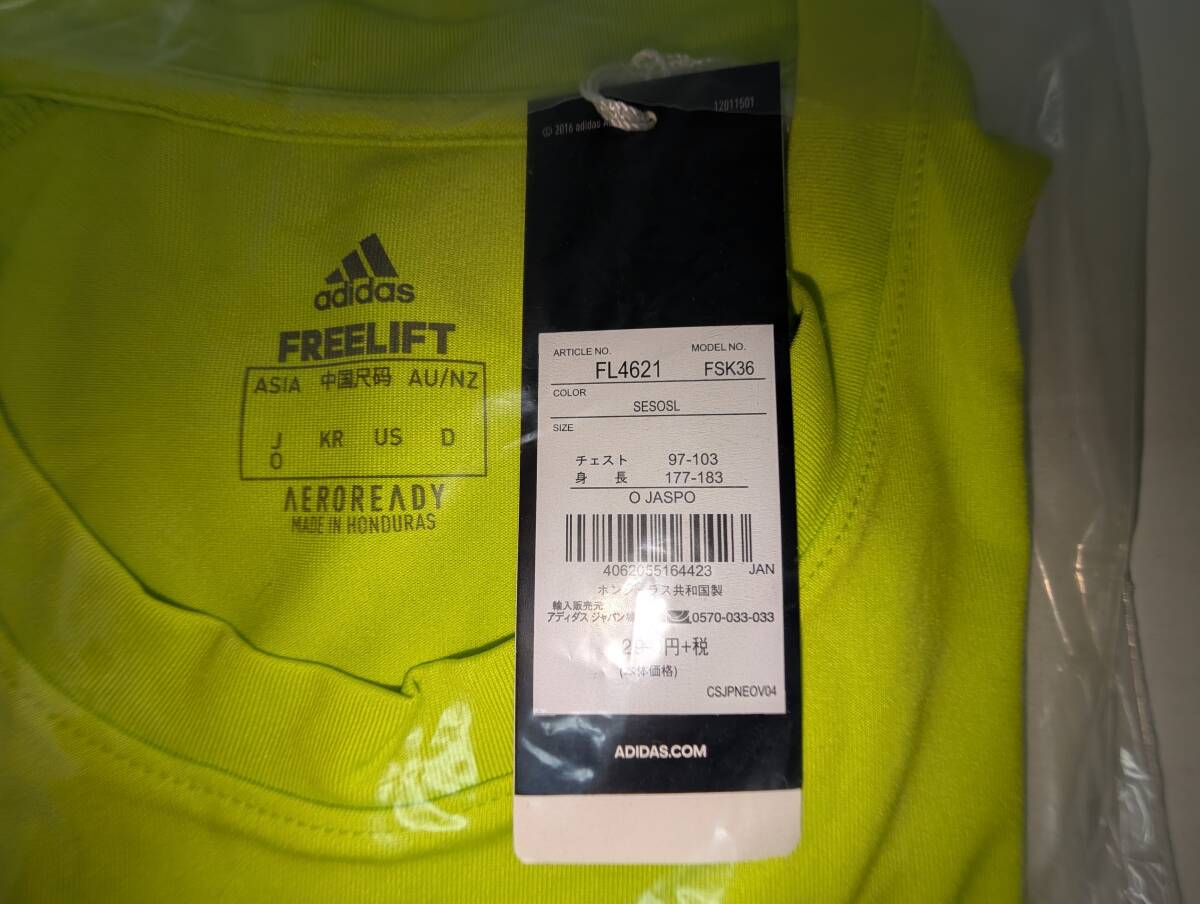 adidas
FREELIFT
ASIA 中国尺码 AU/NZ
J KR US D
O
AEROREADY
MADE IN HONDURAS
© 2016 adidas
12011501
ARTICLE NO. MODEL NO.
FL4621 FSK36
COLOR
SESOSL
SIZE
チェスト 97-103
身 長 177-183
O JASPO
4062055164423 JAN
輸入販売元
アディダス ジャパン 0570-033-033
円+税
CSJPNEOV04
ADIDAS.COM